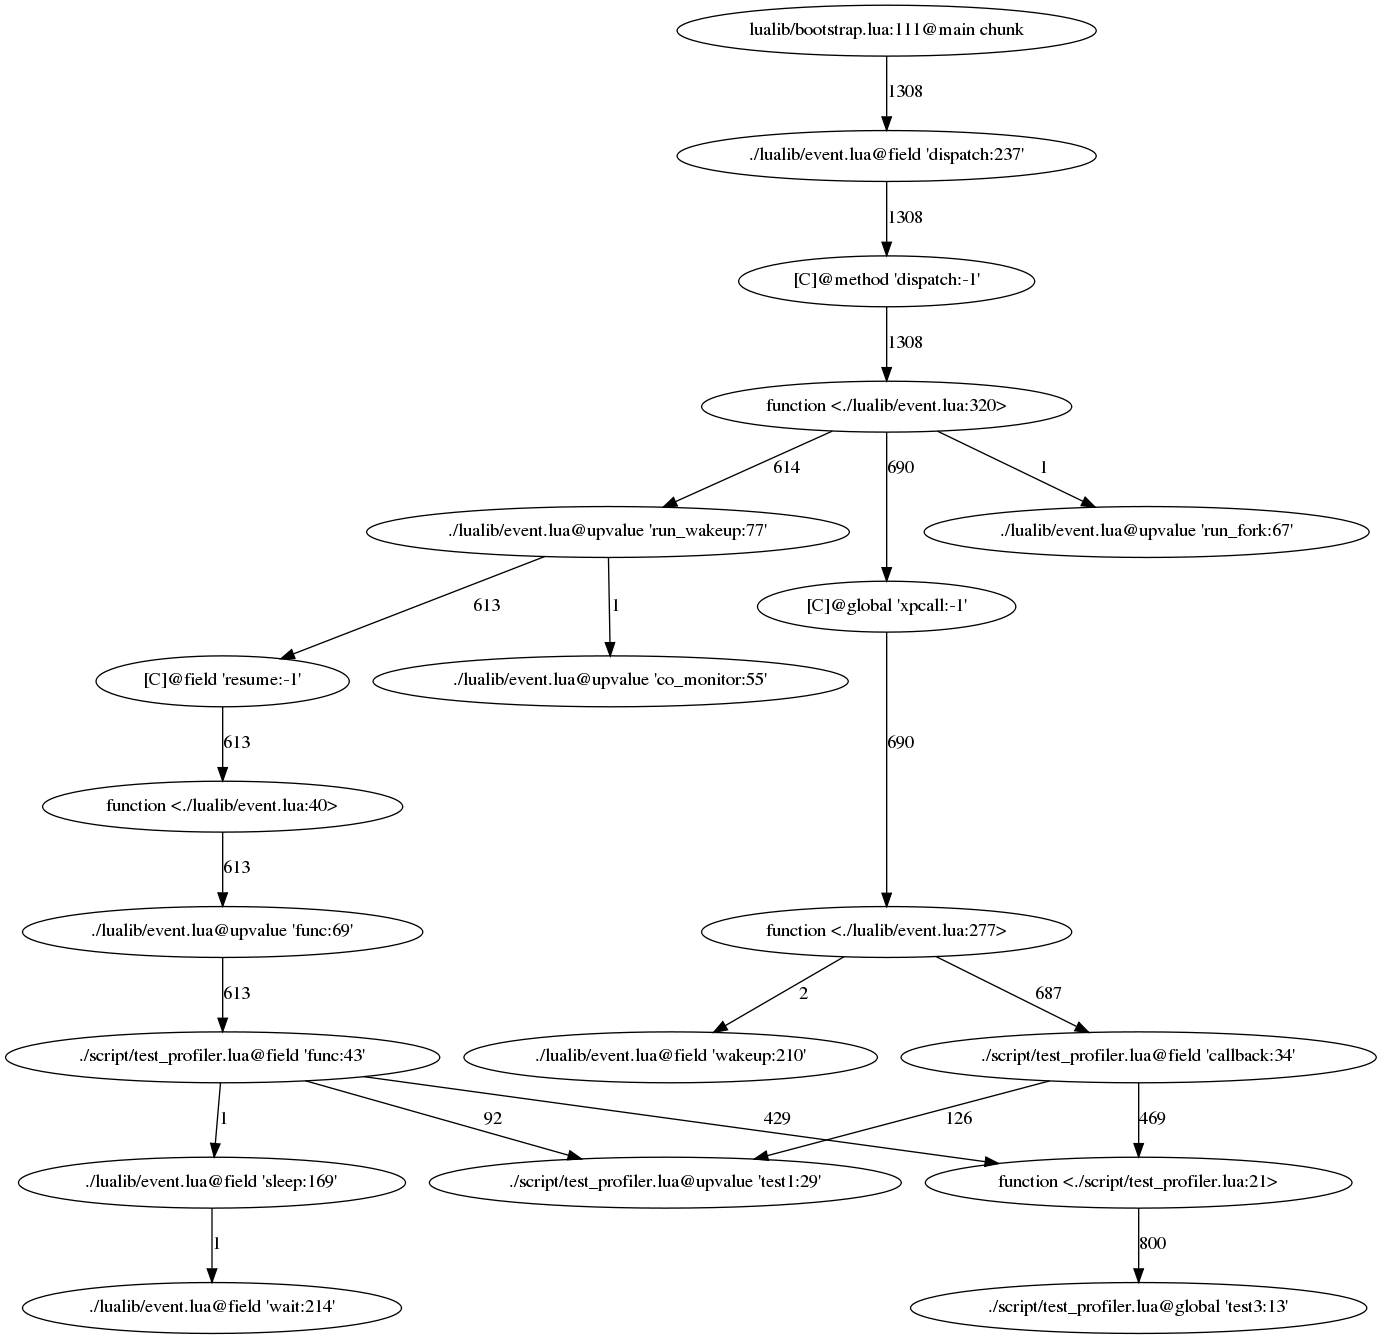 lualib/bootstrap.lua:111@main chunk
1308
./lualib/event.lua@field 'dispatch:237'
1308
[C]@method 'dispatch:-1'
1308
function <./lualib/event.lua:320>
614
690
1
./lualib/event.lua@upvalue 'run_wakeup:77'
./lualib/event.lua@upvalue 'run_fork:67'
613
1
[C]@global 'xpcall:-1'
[C]@field 'resume:-1'
./lualib/event.lua@upvalue 'co_monitor:55'
613
690
function <./lualib/event.lua:40>
613
./lualib/event.lua@upvalue 'func:69'
function <./lualib/event.lua:277>
613
2
687
./script/test_profiler.lua@field 'func:43'
./lualib/event.lua@field 'wakeup:210'
./script/test_profiler.lua@field 'callback:34'
1
92
429
126
469
./lualib/event.lua@field 'sleep:169'
./script/test_profiler.lua@upvalue 'test1:29'
function <./script/test_profiler.lua:21>
1
800
./lualib/event.lua@field 'wait:214'
./script/test_profiler.lua@global 'test3:13'